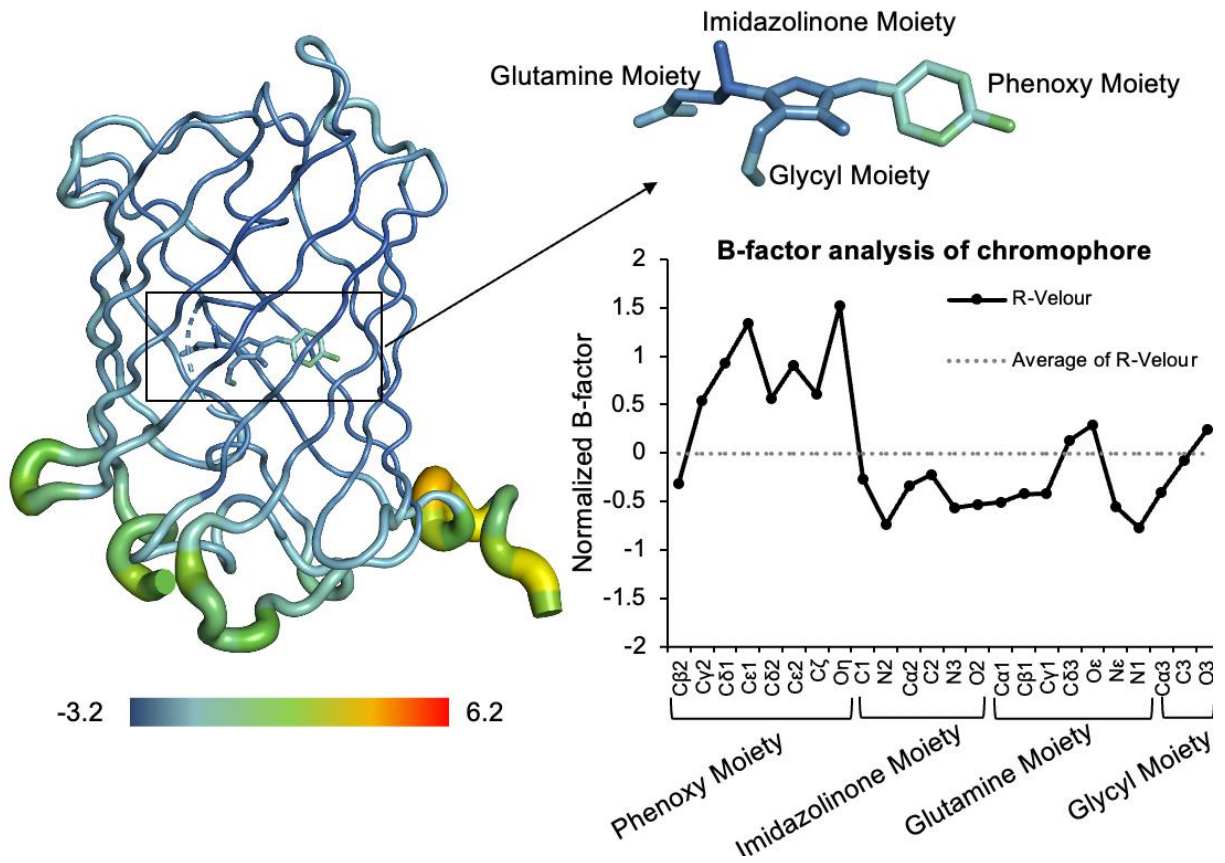 Imidazolinone Moiety
Glutamine Moiety
Phenoxy Moiety
Glycyl Moiety
B-factor analysis of chromophore
2
1.5
1
0.5
0
-0.5
-1
-1.5
-2
Normalized B-factor
R-Velour
Average of R-Velour
Cβ2 Cγ2 Cδ1 Cε1 Cδ2 Cε2 Cζ Oη C1 N2 Cα2 C2 N3 O2 Cα1 Cβ1 Cγ1 Cδ3 Oε Nε N1 Cα3 C3 O3
Phenoxy Moiety
Imidazolinone Moiety
Glutamine Moiety
Glycyl Moiety
-3.2
6.2